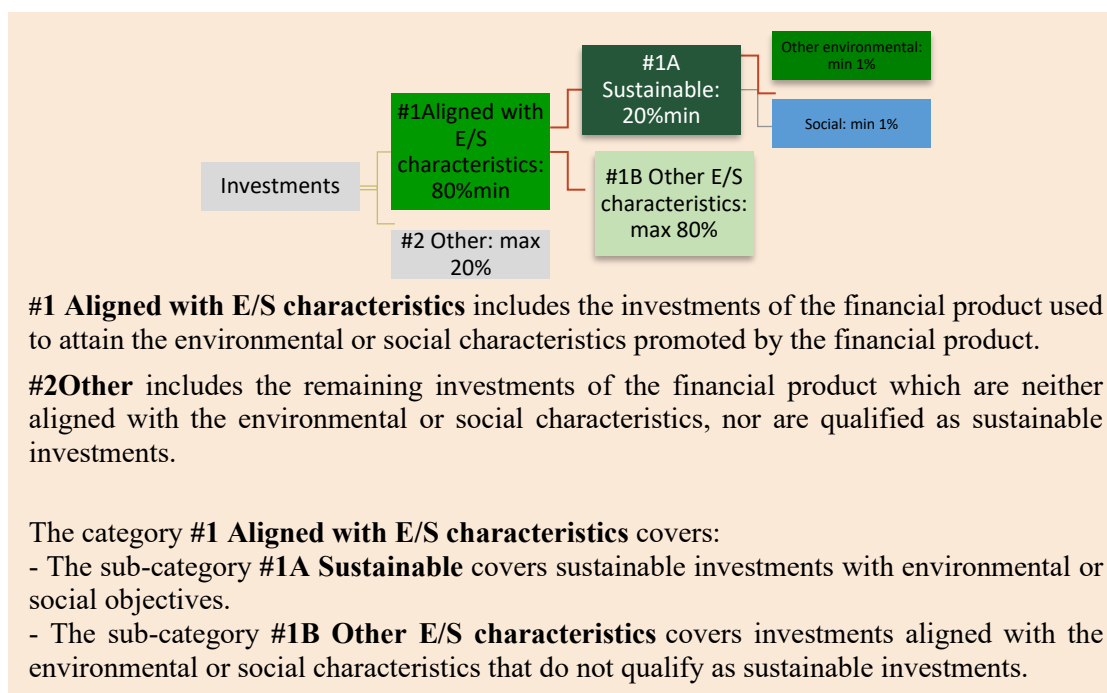 Investments
#1Aligned with
E/S
characteristics:
80%min
#2 Other: max
20%
#1A
Sustainable:
20%min
#1B Other E/S
characteristics:
max 80%
Other environmental:
min 1%
Social: min 1%
#1 Aligned with E/S characteristics includes the investments of the financial product used
to attain the environmental or social characteristics promoted by the financial product.
#2Other includes the remaining investments of the financial product which are neither
aligned with the environmental or social characteristics, nor are qualified as sustainable
investments.
The category #1 Aligned with E/S characteristics covers:
- The sub-category #1A Sustainable covers sustainable investments with environmental or
social objectives.
- The sub-category #1B Other E/S characteristics covers investments aligned with the
environmental or social characteristics that do not qualify as sustainable investments.